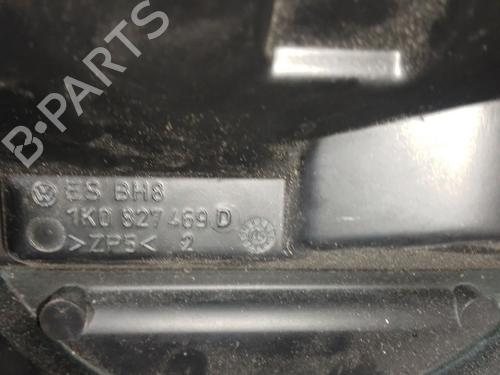 B-PARTS
ES BH8
1K0 827 469 D
>ZP5< 2